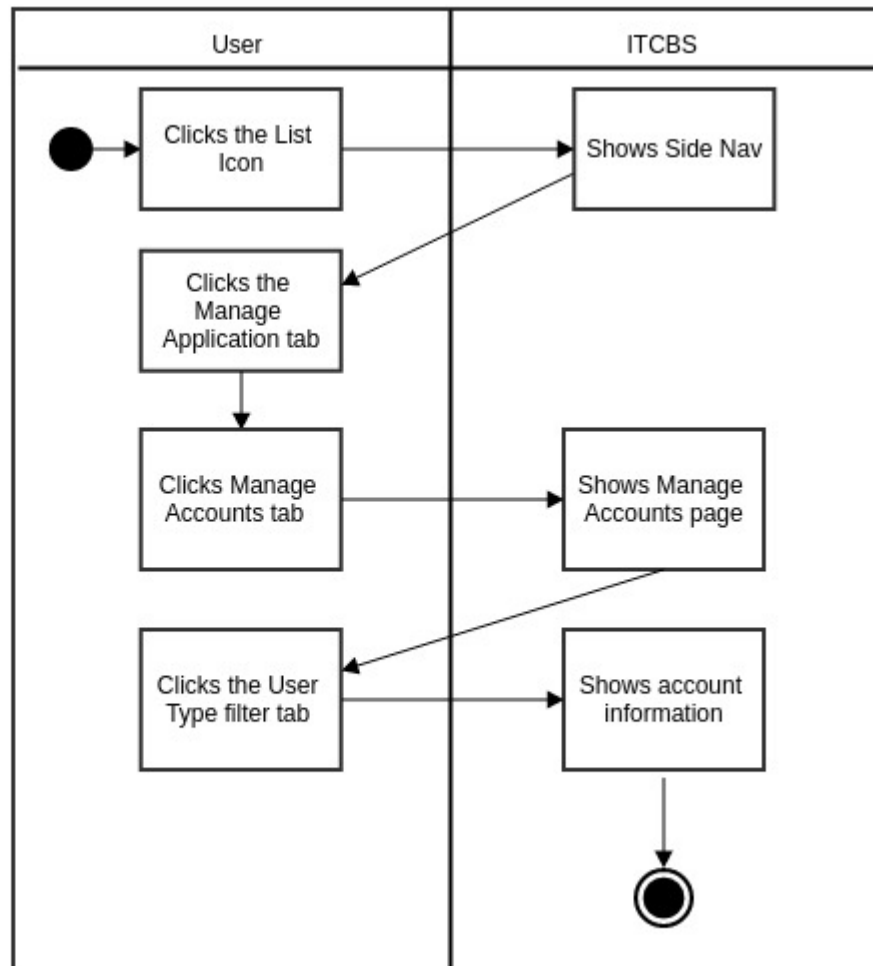 User
ITCBS
Clicks the List
Icon
Shows Side Nav
Clicks the
Manage
Application tab
Clicks Manage
Accounts tab
Shows Manage
Accounts page
Clicks the User
Type filter tab
Shows account
information